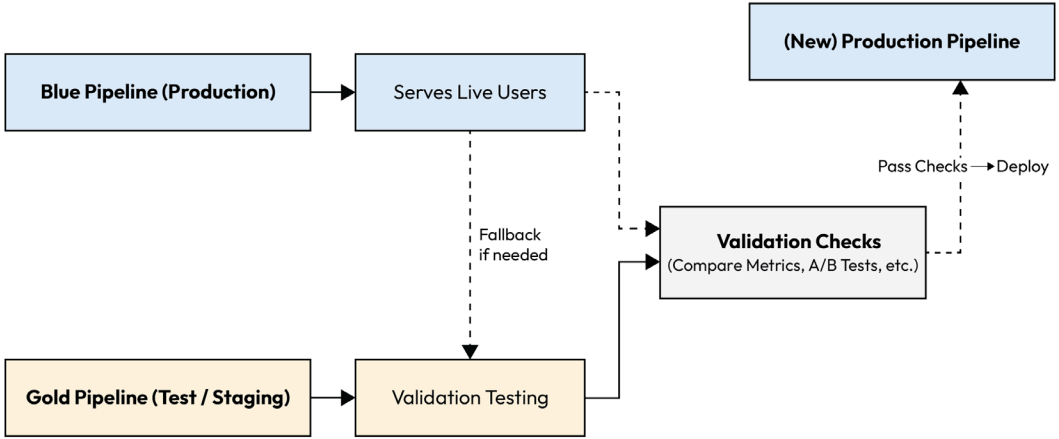 (New) Production Pipeline
Blue Pipeline (Production)
Serves Live Users
Pass Checks → Deploy
Fallback
if needed
Validation Checks
(Compare Metrics, A/B Tests, etc.)
Gold Pipeline (Test / Staging)
Validation Testing